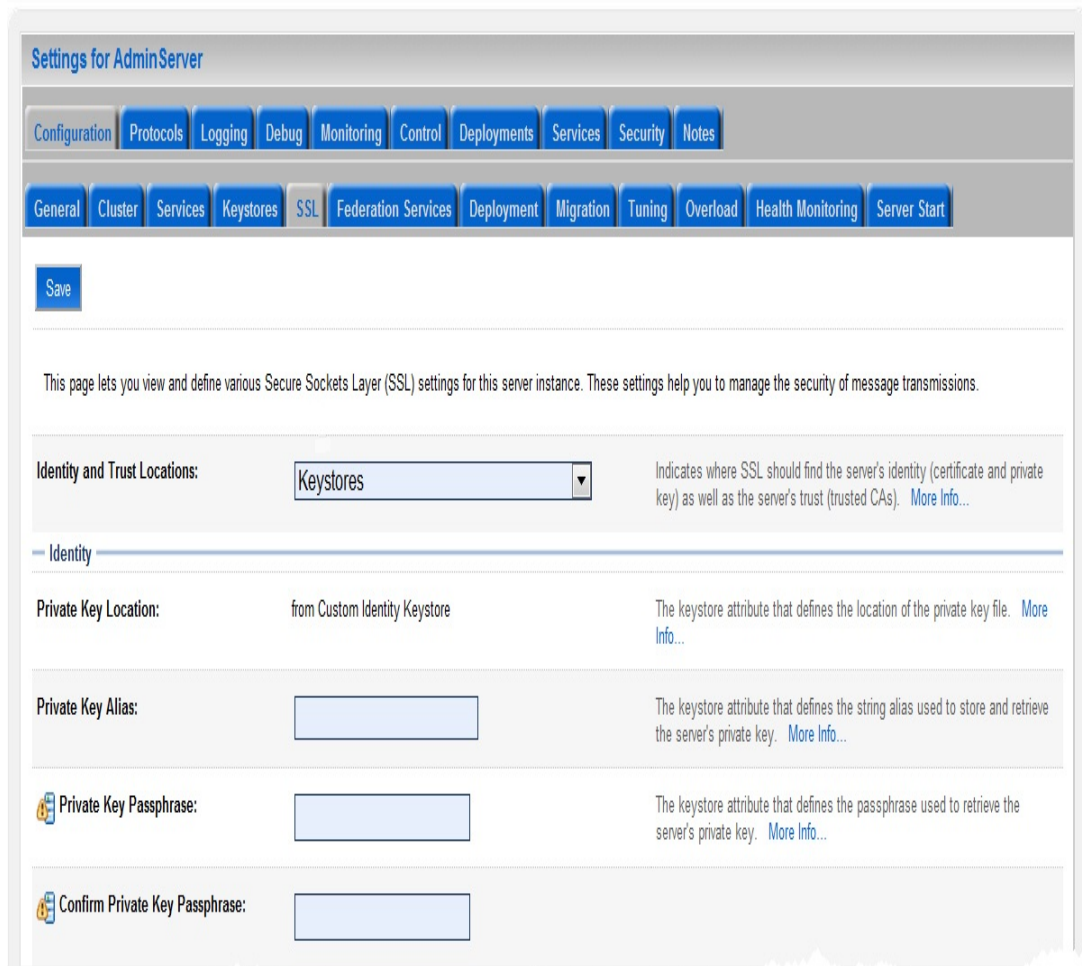 Settings for AdminServer
Configuration Protocols Logging Debug Monitoring Control Deployments Services Security Notes
General Cluster Services Keystores SSL Federation Services Deployment Migration Tuning Overload Health Monitoring Server Start
Save
This page lets you view and define various Secure Sockets Layer (SSL) settings for this server instance. These settings help you to manage the security of message transmissions.
Identity and Trust Locations:
Keystores
Indicates where SSL should find the server's identity (certificate and private
key) as well as the server's trust (trusted CAs). More Info...
Identity
Private Key Location:
from Custom Identity Keystore
The keystore attribute that defines the location of the private key file. More
Info...
Private Key Alias:
The keystore attribute that defines the string alias used to store and retrieve
the server's private key. More Info...
Private Key Passphrase:
The keystore attribute that defines the passphrase used to retrieve the
server's private key. More Info...
Confirm Private Key Passphrase: